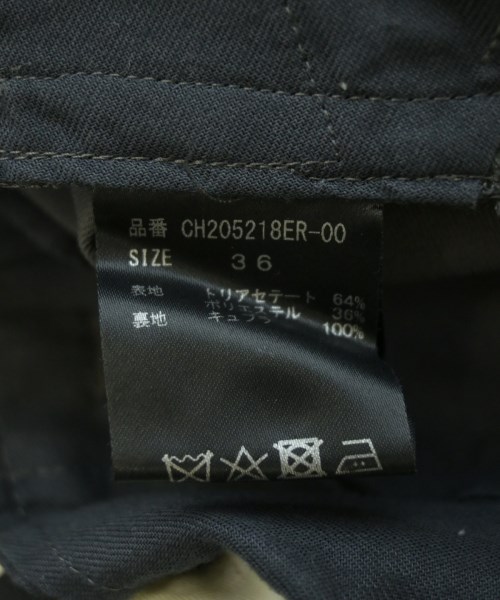 品番 CH205218ER-00
SIZE 36
表地 トリアセテート 64%
ポリエステル 36%
裏地 キュプラ 100%